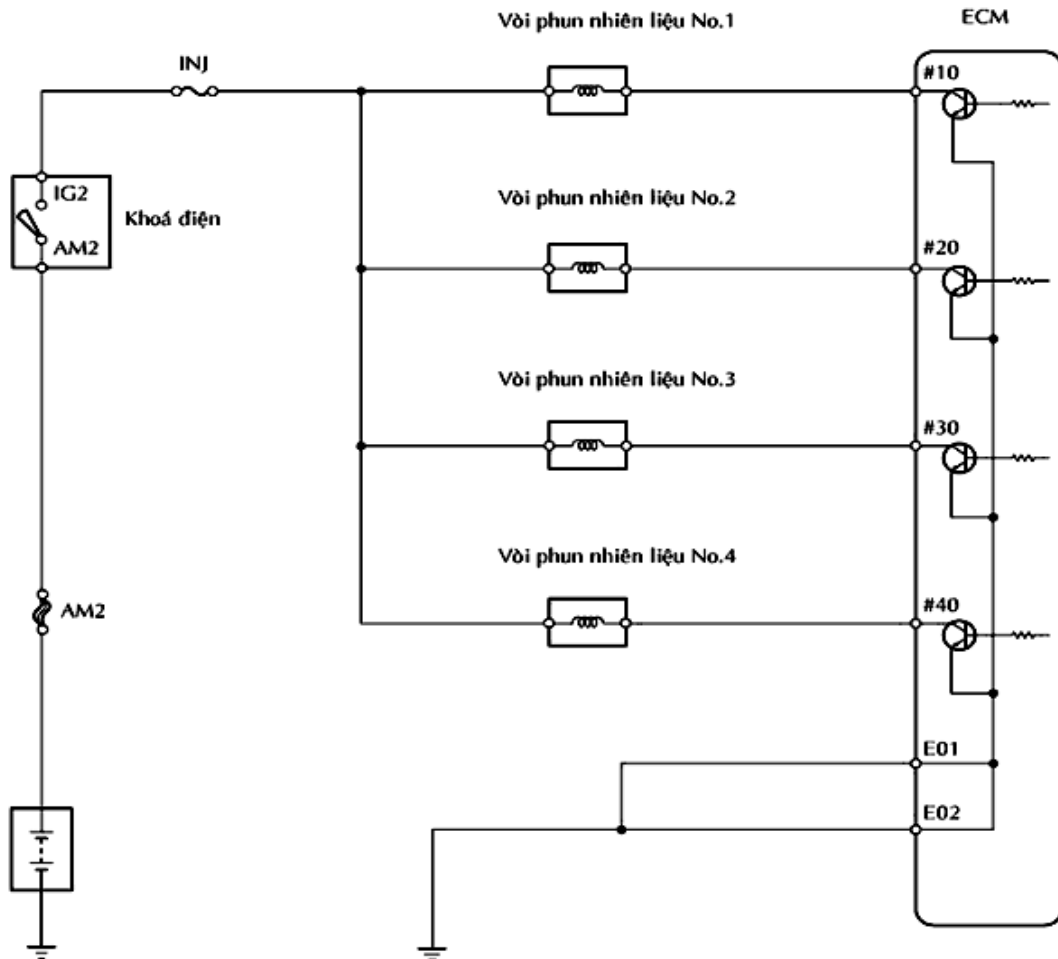 Vòi phun nhiên liệu No.1
ECM
INJ
#10
IG2
Khoá điện
AM2
Vòi phun nhiên liệu No.2
#20
Vòi phun nhiên liệu No.3
#30
Vòi phun nhiên liệu No.4
#40
AM2
E01
E02